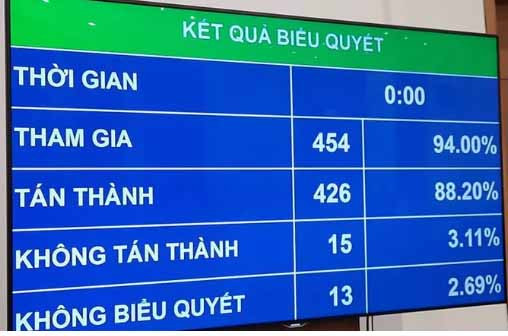 KẾT QUẢ BIỂU QUYẾT
THỜI GIAN 0:00
THAM GIA 454 94.00%
TÁN THÀNH 426 88.20%
KHÔNG TÁN THÀNH 15 3.11%
KHÔNG BIỂU QUYẾT 13 2.69%